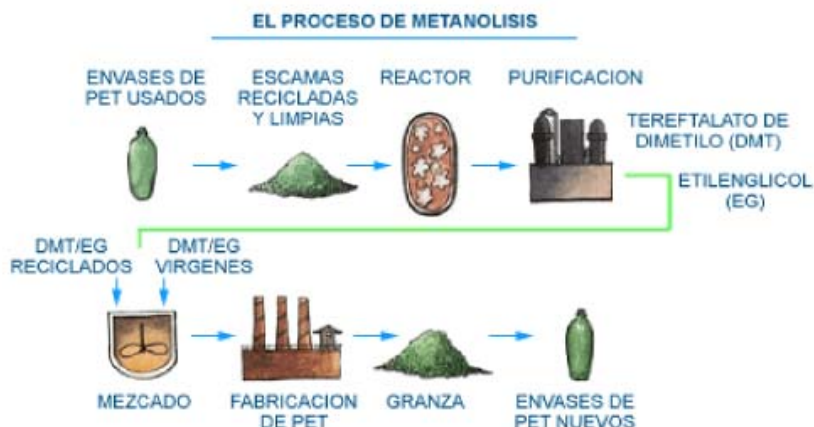 EL PROCESO DE METANOLISIS
ENVASES DE
PET USADOS
ESCAMAS
RECICLADAS
Y LIMPIAS
REACTOR
PURIFICACION
TEREFTALATO DE
DIMETILO (DMT)
ETILENGLICOL
(EG)
DMT/EG
RECICLADOS
DMT/EG
VIRGENES
MEZCADO
FABRICACION
DE PET
GRANZA
ENVASES DE
PET NUEVOS